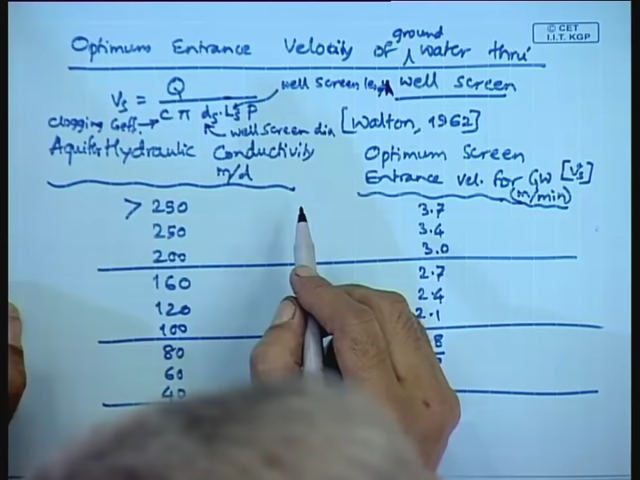 © CET
I.I.T. KGP
Optimum Entrance Velocity of ground water thru'
well screen
Vs = Q / C π ds. Ls P
well screen
clogging Coeff.
well screen dia
[Walton, 1962]
Aquifer Hydraulic Conductivity m/d
Optimum Screen Entrance vel. for GW [Vs] (m/min)
> 250 3.7
250 3.4
200 3.0
160 2.7
120 2.4
100 2.1
80 8
60
40